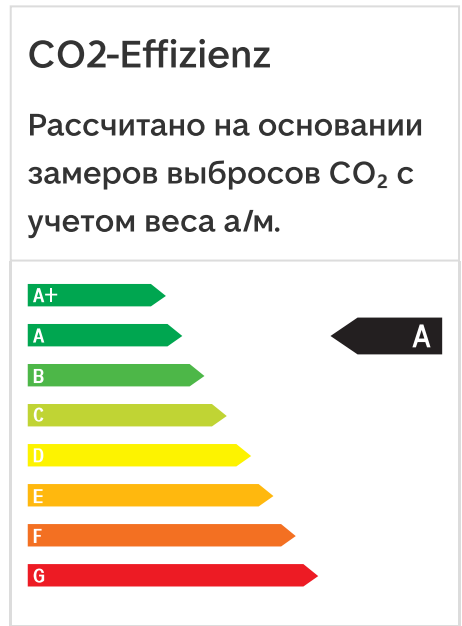 CO2-Effizienz
Рассчитано на основании
замеров выбросов CO₂ с
учетом веса а/м.
A+
A
A
B
C
D
E
F
G